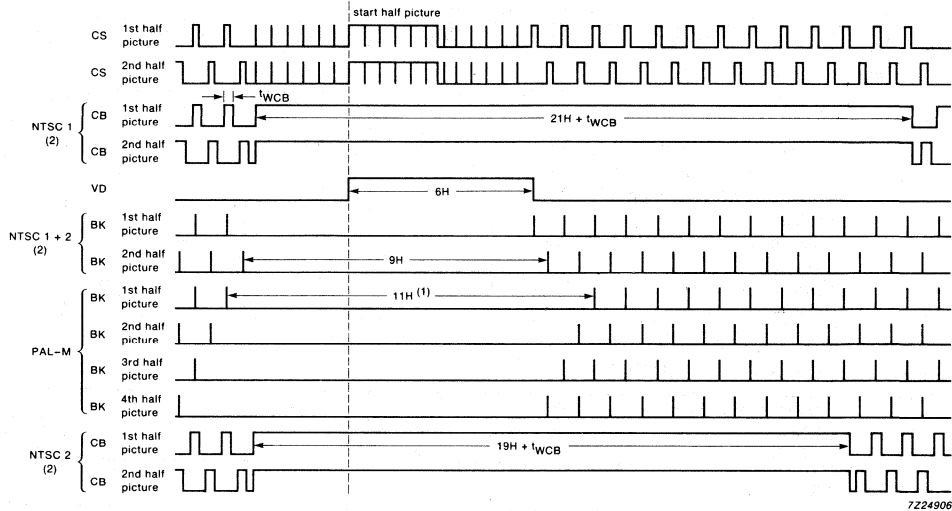 start half picture
CS 1st half picture
CS 2nd half picture
tWCB
NTSC 1 (2)
CB 1st half picture
21H + tWCB
CB 2nd half picture
VD
6H
NTSC 1 + 2 (2)
BK 1st half picture
BK 2nd half picture
9H
PAL-M
BK 1st half picture
11H (1)
BK 2nd half picture
BK 3rd half picture
BK 4th half picture
NTSC 2 (2)
CB 1st half picture
19H + tWCB
CB 2nd half picture
7Z24906